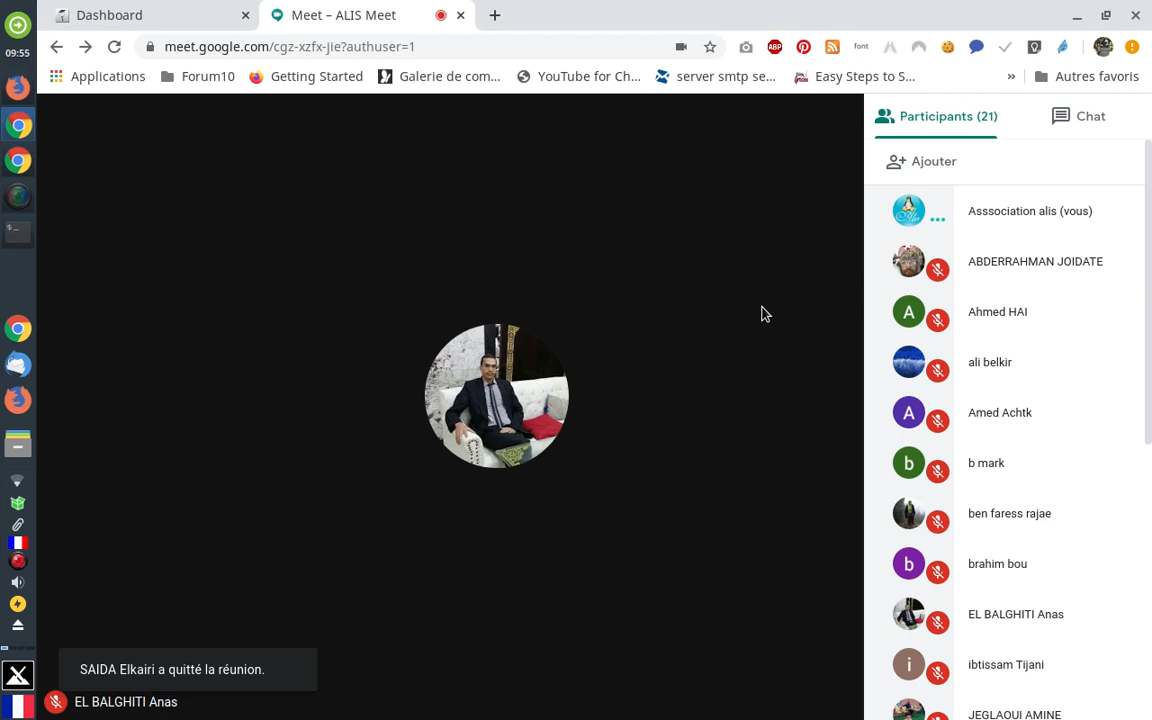 Dashboard
Meet – ALIS Meet
09:55
meet.google.com/cgz-xzfx-jie?authuser=1
ABP
font
Applications
Forum10
Getting Started
Galerie de com...
YouTube for Ch...
server smtp se...
Easy Steps to S...
»
Autres favoris
Participants (21)
Chat
Ajouter
Asssociation alis (vous)
ABDERRAHMAN JOIDATE
A
Ahmed HAI
ali belkir
A
Amed Achtk
b
b mark
ben faress rajae
b
brahim bou
EL BALGHITI Anas
i
ibtissam Tijani
JEGLAOUI AMINE
SAIDA Elkairi a quitté la réunion.
EL BALGHITI Anas